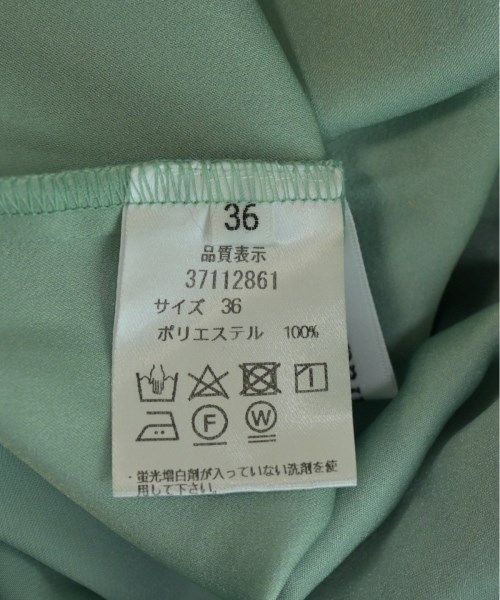 36
品質表示
37112861
サイズ 36
ポリエステル 100%
F W
・蛍光増白剤が入っていない洗剤を使
用して下さい。